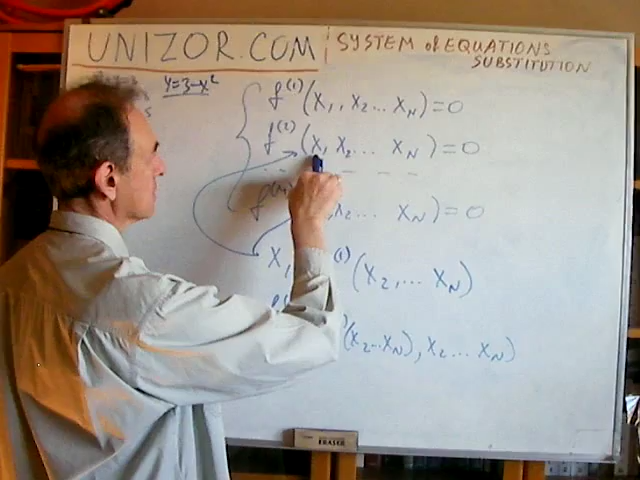 UNIZOR.COM
SYSTEM of EQUATIONS
SUBSTITUTION
y=3-x²
f⁽¹⁾(x₁, x₂... x_N)=0
f⁽²⁾(x₁ x₂... x_N)=0
x₂... x_N)=0
x₁ ⁽¹⁾(x₂,... x_N)
(x₂...x_N), x₂... x_N)
ERASER